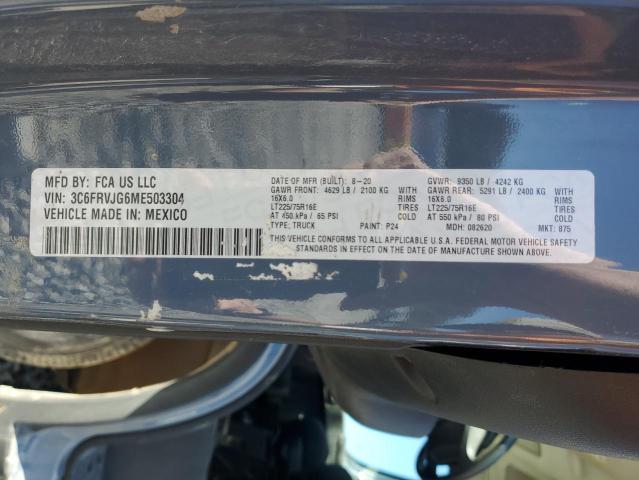 MFD BY: FCA US LLC
VIN: 3C6FRVJG6ME503304
VEHICLE MADE IN: MEXICO
DATE OF MFR (BUILT): 8-20 GVWR: 9350 LB / 4242 KG
GAWR FRONT: 4629 LB / 2100 KG WITH GAWR REAR: 5291 LB / 2400 KG WITH
16X6.0 RIMS 16X6.0 RIMS
LT225/75R16E TIRES LT225/75R16E TIRES
AT 450 kPa / 65 PSI COLD AT 550 kPa / 80 PSI COLD
TYPE: TRUCK PAINT: P24 MDH: 082620 MKT: 875
THIS VEHICLE CONFORMS TO ALL APPLICABLE U.S.A. FEDERAL MOTOR VEHICLE SAFETY
STANDARDS IN EFFECT ON THE DATE OF MANUFACTURE SHOWN ABOVE.